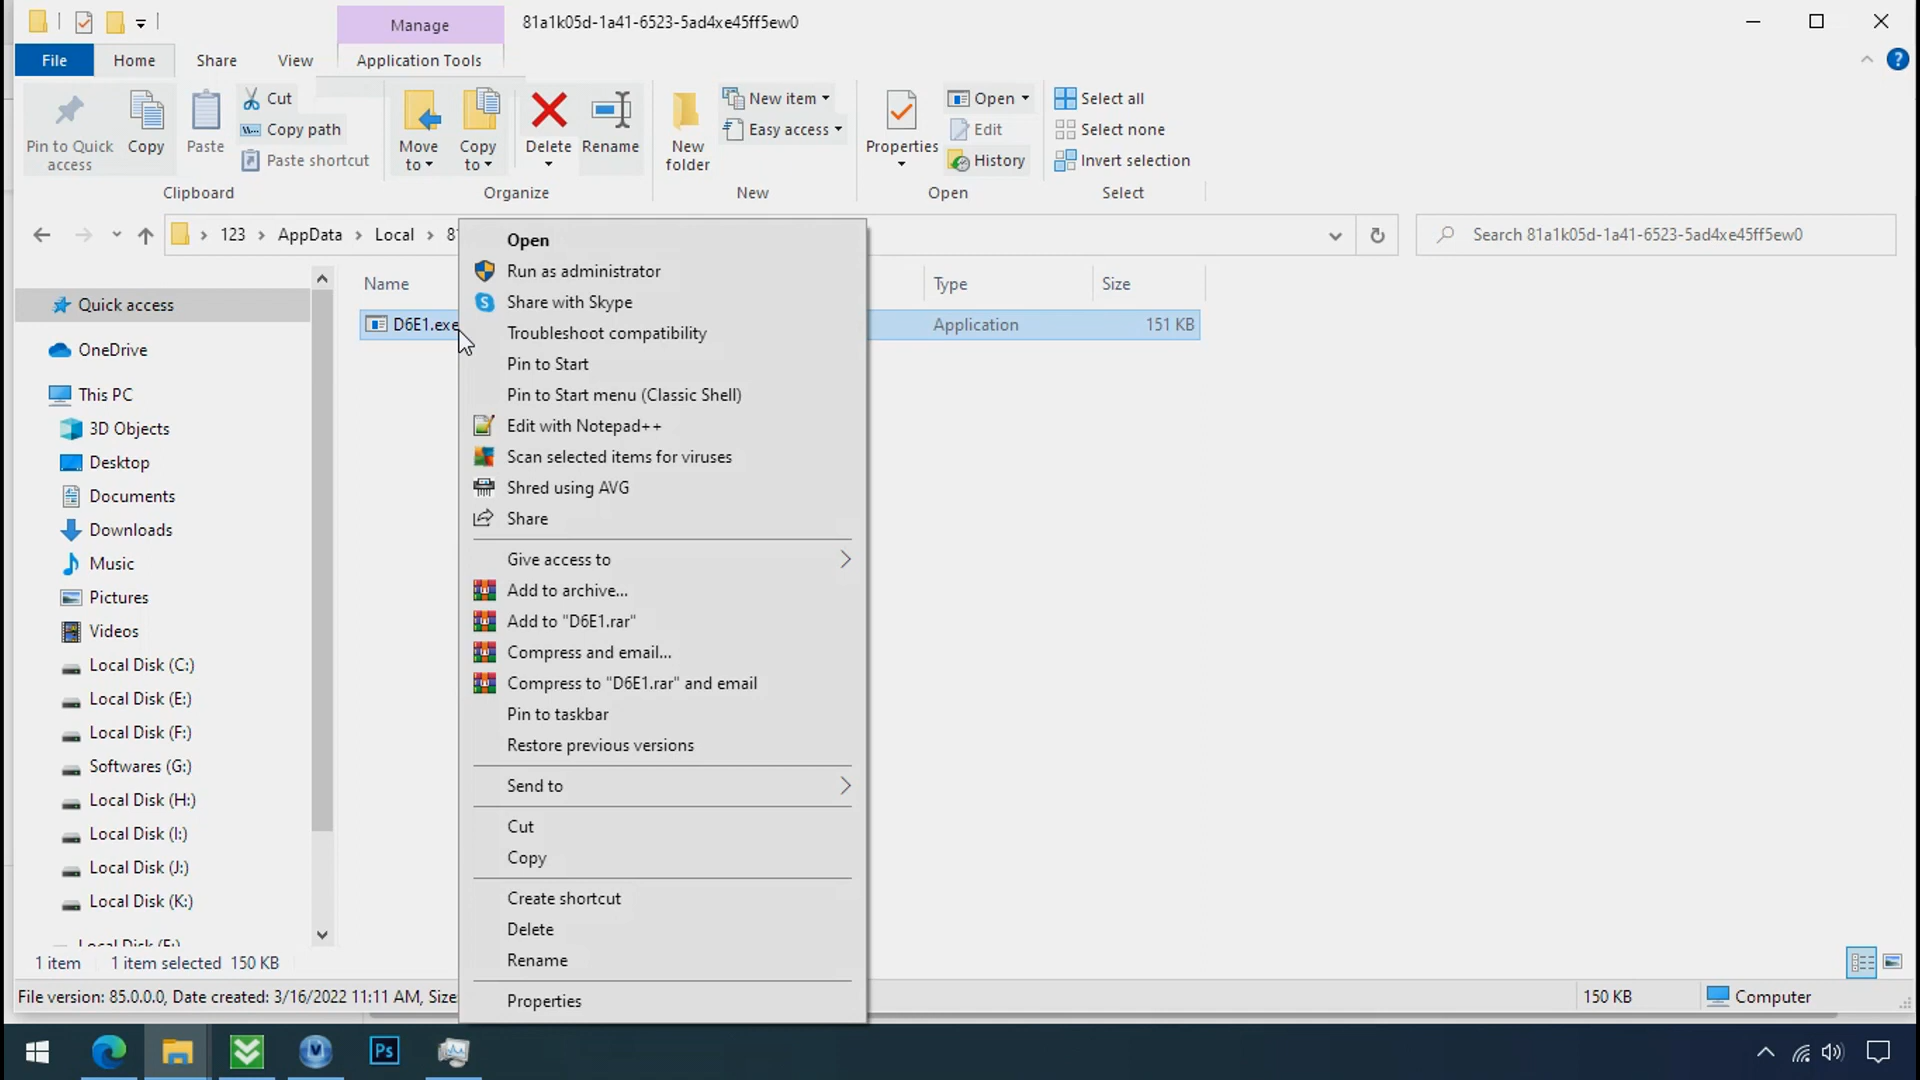 Manage
81a1k05d-1a41-6523-5ad4xe45ff5ew0
File
Home
Share
View
Application Tools
Pin to Quick
access
Copy
Paste
Cut
Copy path
Paste shortcut
Move
to
Copy
to
Delete
Rename
New
folder
New item
Easy access
Properties
Open
Edit
History
Select all
Select none
Invert selection
Clipboard
Organize
New
Open
Select
123
AppData
Local
Search 81a1k05d-1a41-6523-5ad4xe45ff5ew0
Name
Type
Size
D6E1.exe
Application
151 KB
Quick access
OneDrive
This PC
3D Objects
Desktop
Documents
Downloads
Music
Pictures
Videos
Local Disk (C:)
Local Disk (E:)
Local Disk (F:)
Softwares (G:)
Local Disk (H:)
Local Disk (I:)
Local Disk (J:)
Local Disk (K:)
Open
Run as administrator
Share with Skype
Troubleshoot compatibility
Pin to Start
Pin to Start menu (Classic Shell)
Edit with Notepad++
Scan selected items for viruses
Shred using AVG
Share
Give access to
Add to archive...
Add to "D6E1.rar"
Compress and email...
Compress to "D6E1.rar" and email
Pin to taskbar
Restore previous versions
Send to
Cut
Copy
Create shortcut
Delete
Rename
Properties
1 item
1 item selected 150 KB
File version: 85.0.0.0, Date created: 3/16/2022 11:11 AM, Size
150 KB
Computer
Ps